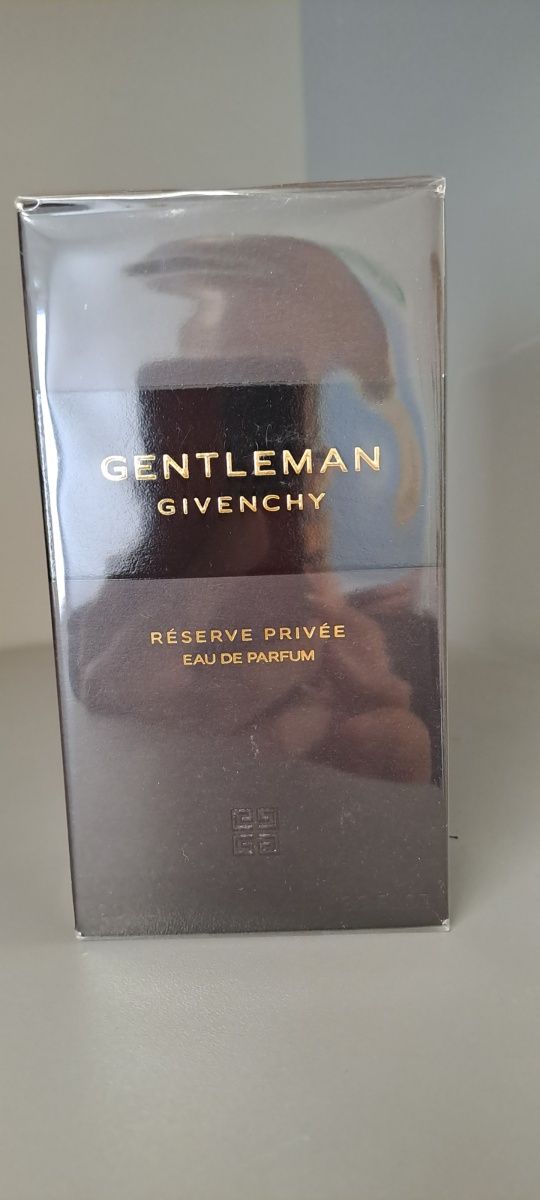 GENTLEMAN
GIVENCHY
RÉSERVE PRIVÉE
EAU DE PARFUM